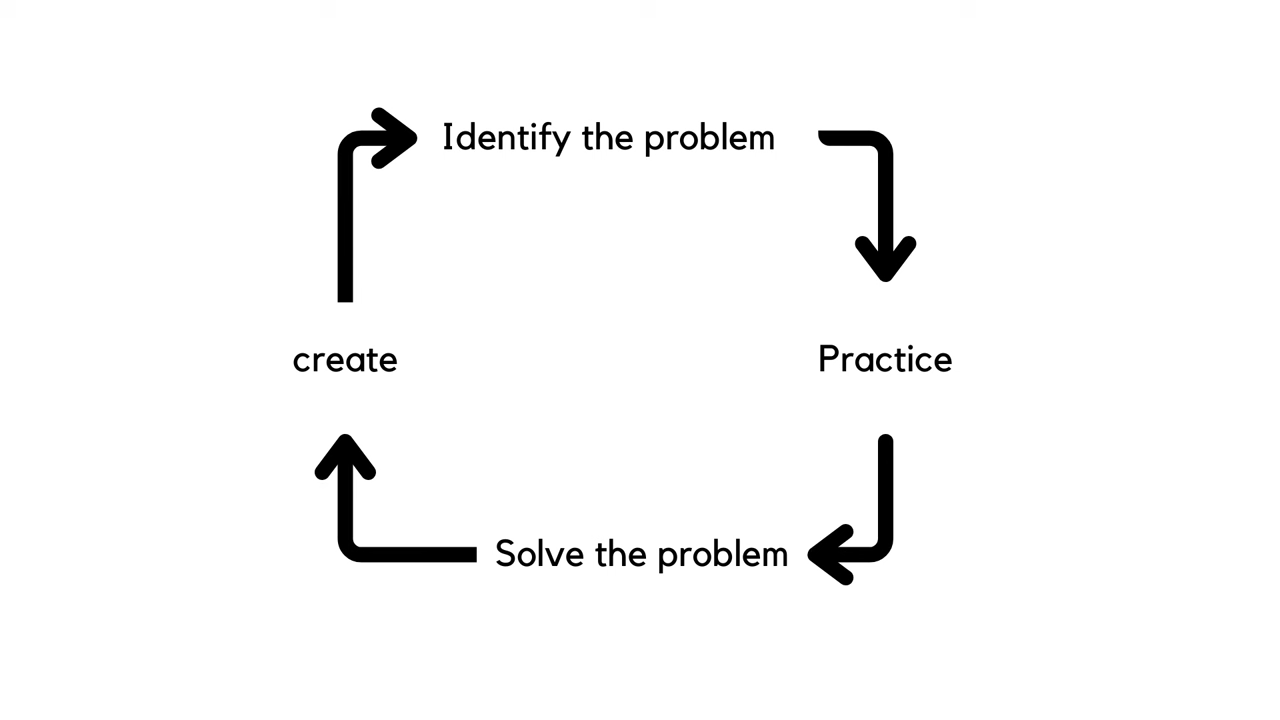 Identify the problem
create
Practice
Solve the problem